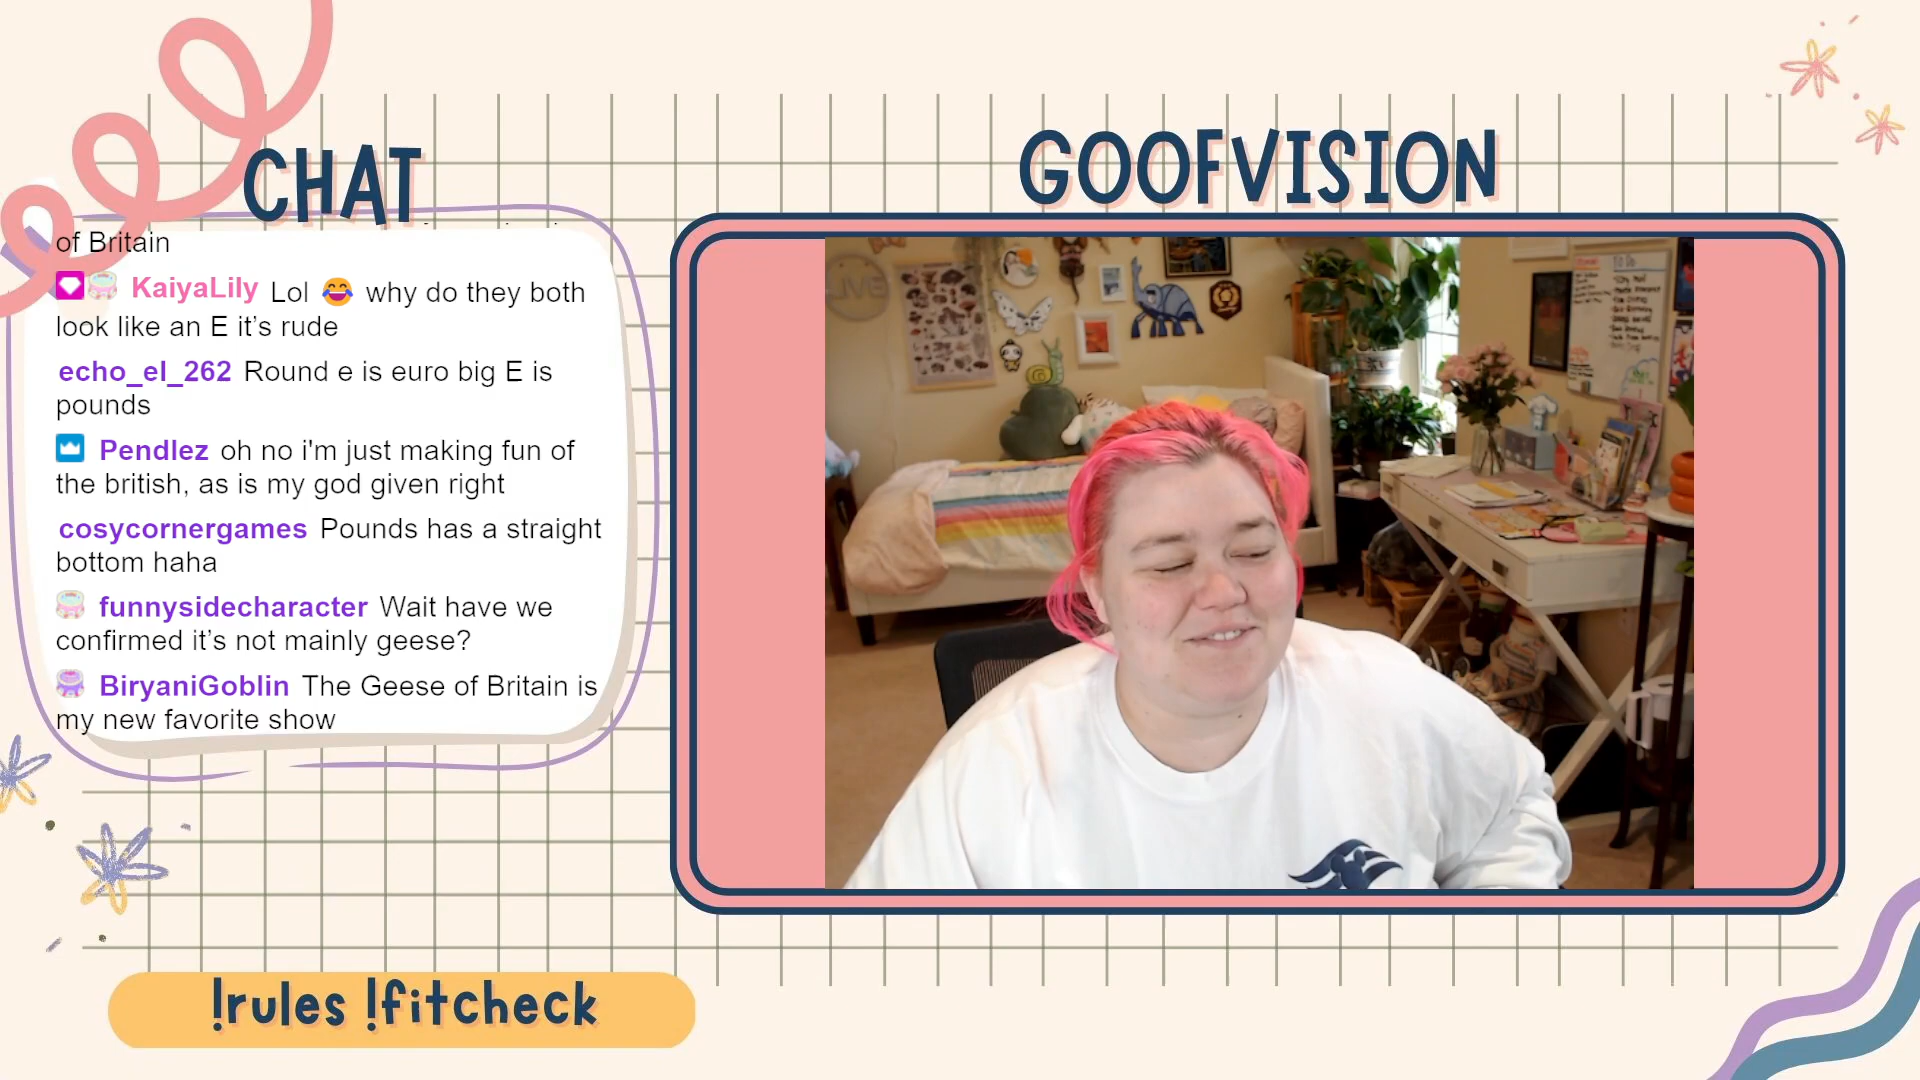 CHAT
GOOFVISION
of Britain
KaiyaLily Lol 😂 why do they both
look like an E it’s rude
echo_el_262 Round e is euro big E is
pounds
Pendlez oh no i'm just making fun of
the british, as is my god given right
cosycornergames Pounds has a straight
bottom haha
funnysidecharacter Wait have we
confirmed it’s not mainly geese?
BiryaniGoblin The Geese of Britain is
my new favorite show
LIVE
To Do
!rules !fitcheck